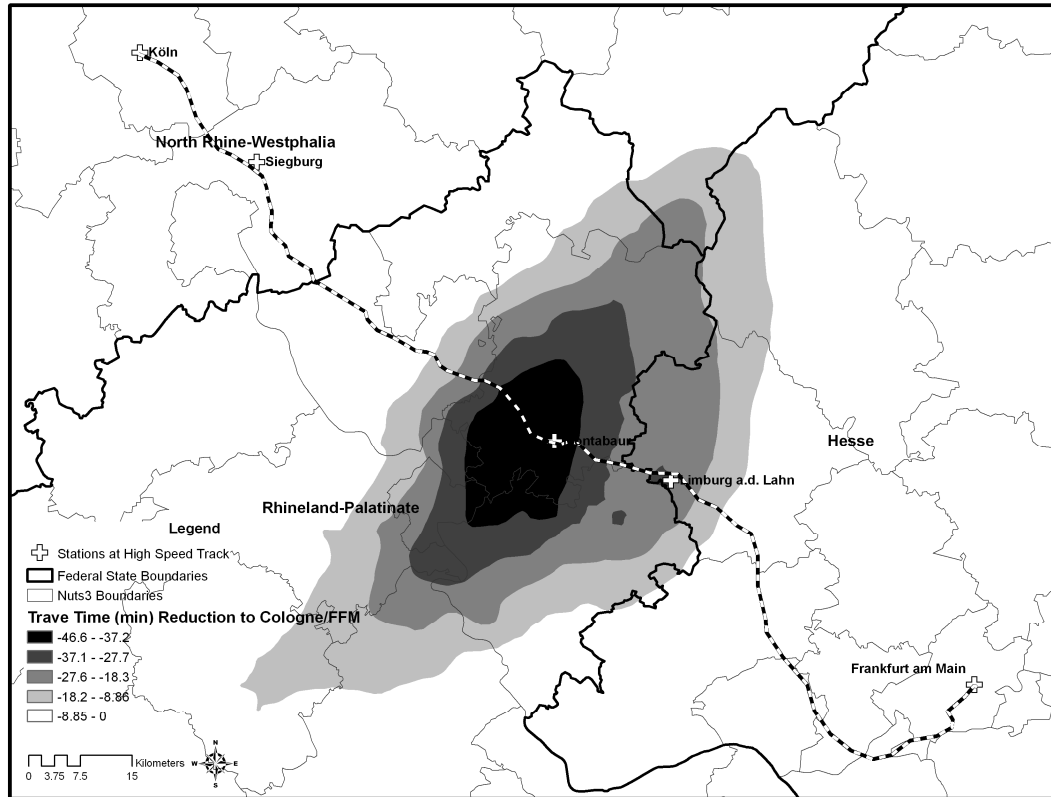 Köln
North Rhine-Westphalia
Siegburg
Montabaur
Hesse
Limburg a.d. Lahn
Rhineland-Palatinate
Frankfurt am Main
Legend
Stations at High Speed Track
Federal State Boundaries
Nuts3 Boundaries
Trave Time (min) Reduction to Cologne/FFM
-46.6 - -37.2
-37.1 - -27.7
-27.6 - -18.3
-18.2 - -8.86
-8.85 - 0
Kilometers
0 3.75 7.5 15
N
W E
S